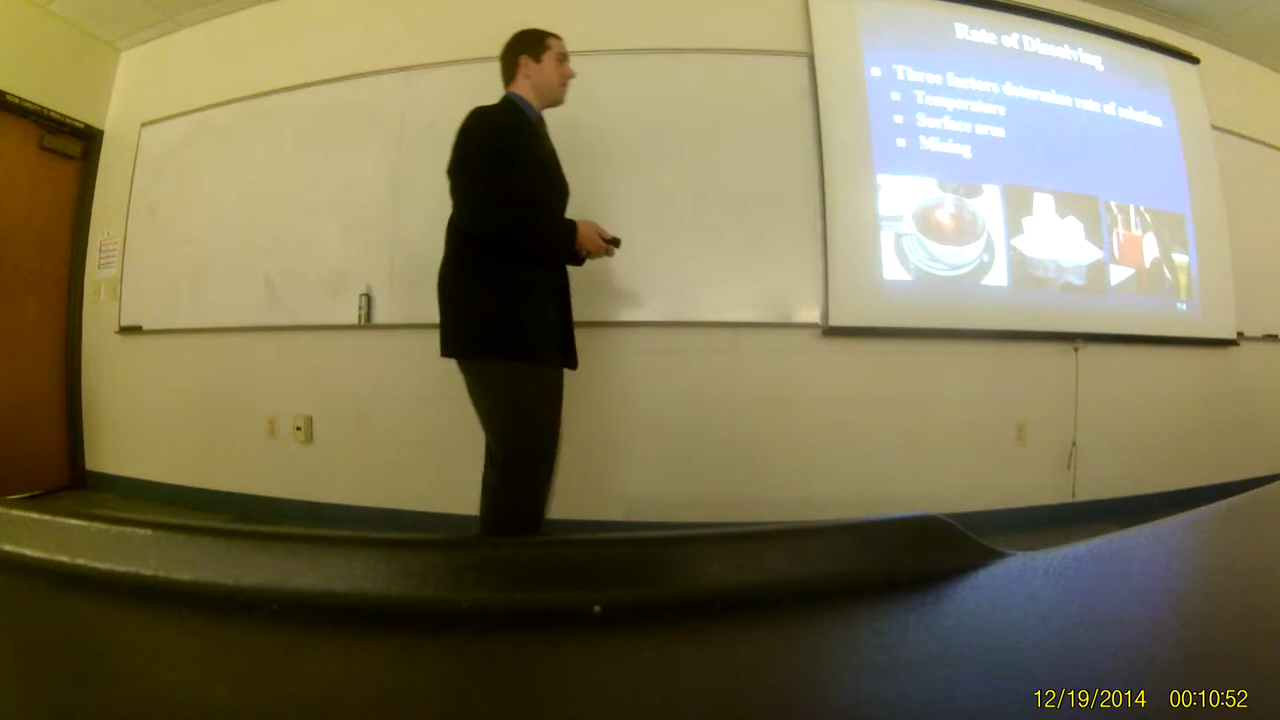 Rate of Dissolving
Three factors determine rate of solution
Temperature
Surface area
Mixing
12/19/2014 00:10:52